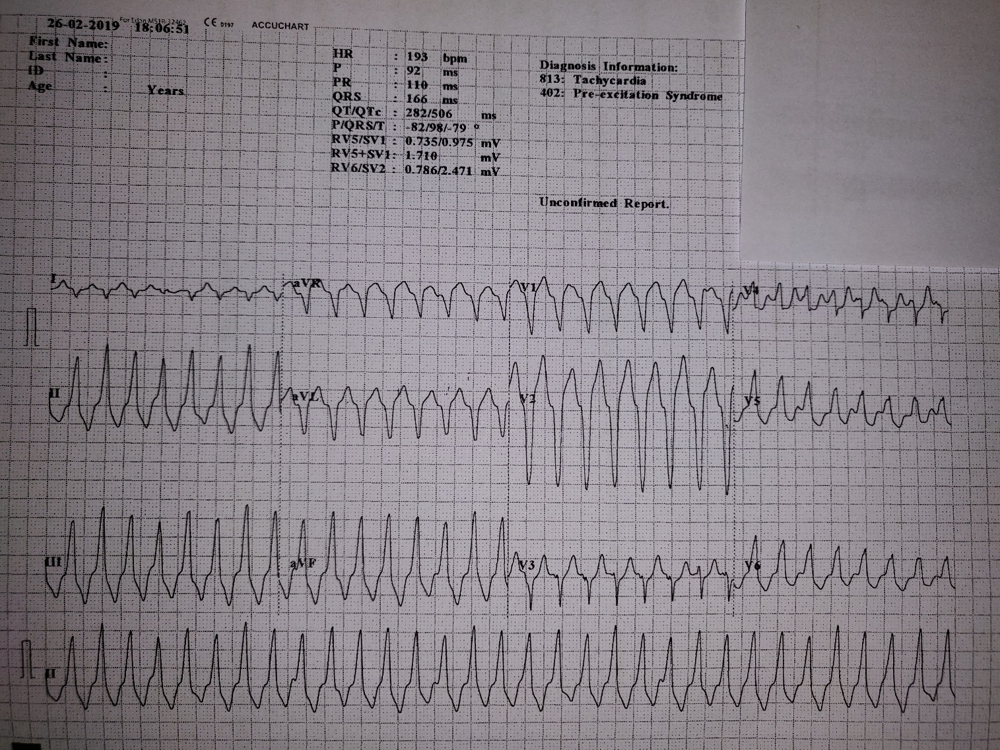 For Edan MS1R-32462
26-02-2019 18:06:51 CE 0197 ACCUCHART
First Name:
Last Name:
ID :
Age : Years
HR : 193 bpm
P : 92 ms
PR : 110 ms
QRS : 166 ms
QT/QTc : 282/506 ms
P/QRS/T : -82/98/-79 °
RV5/SV1 : 0.735/0.975 mV
RV5+SV1: 1.710 mV
RV6/SV2 : 0.786/2.471 mV
Diagnosis Information:
813: Tachycardia
402: Pre-excitation Syndrome
Unconfirmed Report.
I aVR V1 V4
II aVL V2 V5
III aVF V3 V6
II